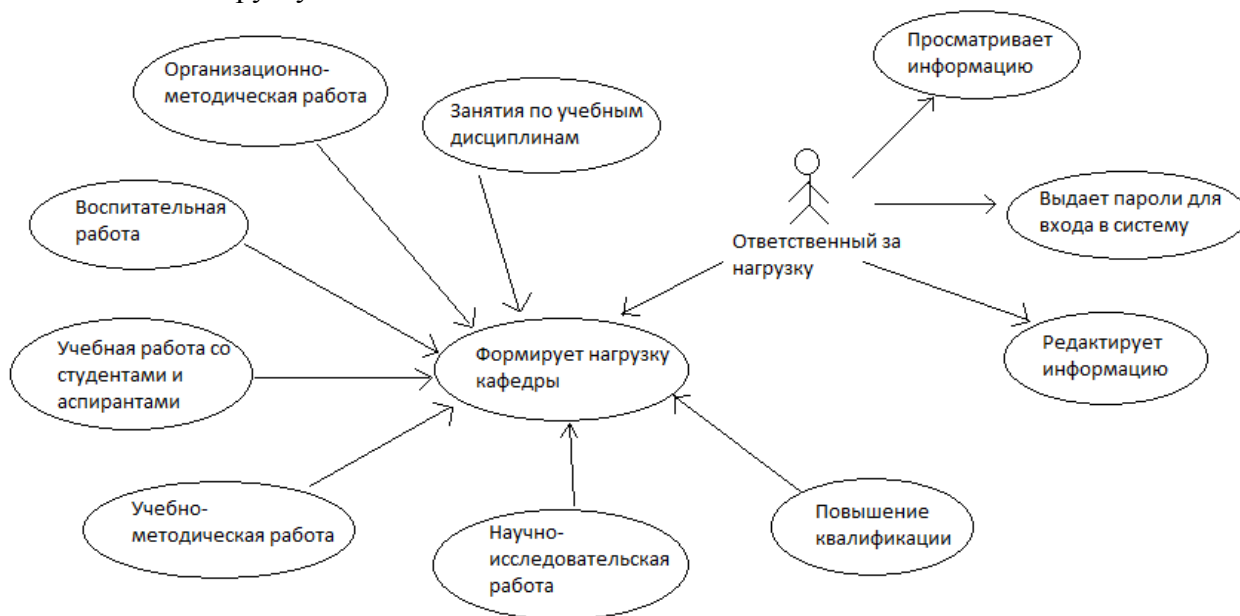 Просматривает
информацию
Организационно-
методическая работа
Занятия по учебным
дисциплинам
Воспитательная
работа
Выдает пароли для
входа в систему
Ответственный за
нагрузку
Учебная работа со
студентами и
аспирантами
Формирует нагрузку
кафедры
Редактирует
информацию
Учебно-
методическая работа
Научно-
исследовательская
работа
Повышение
квалификации